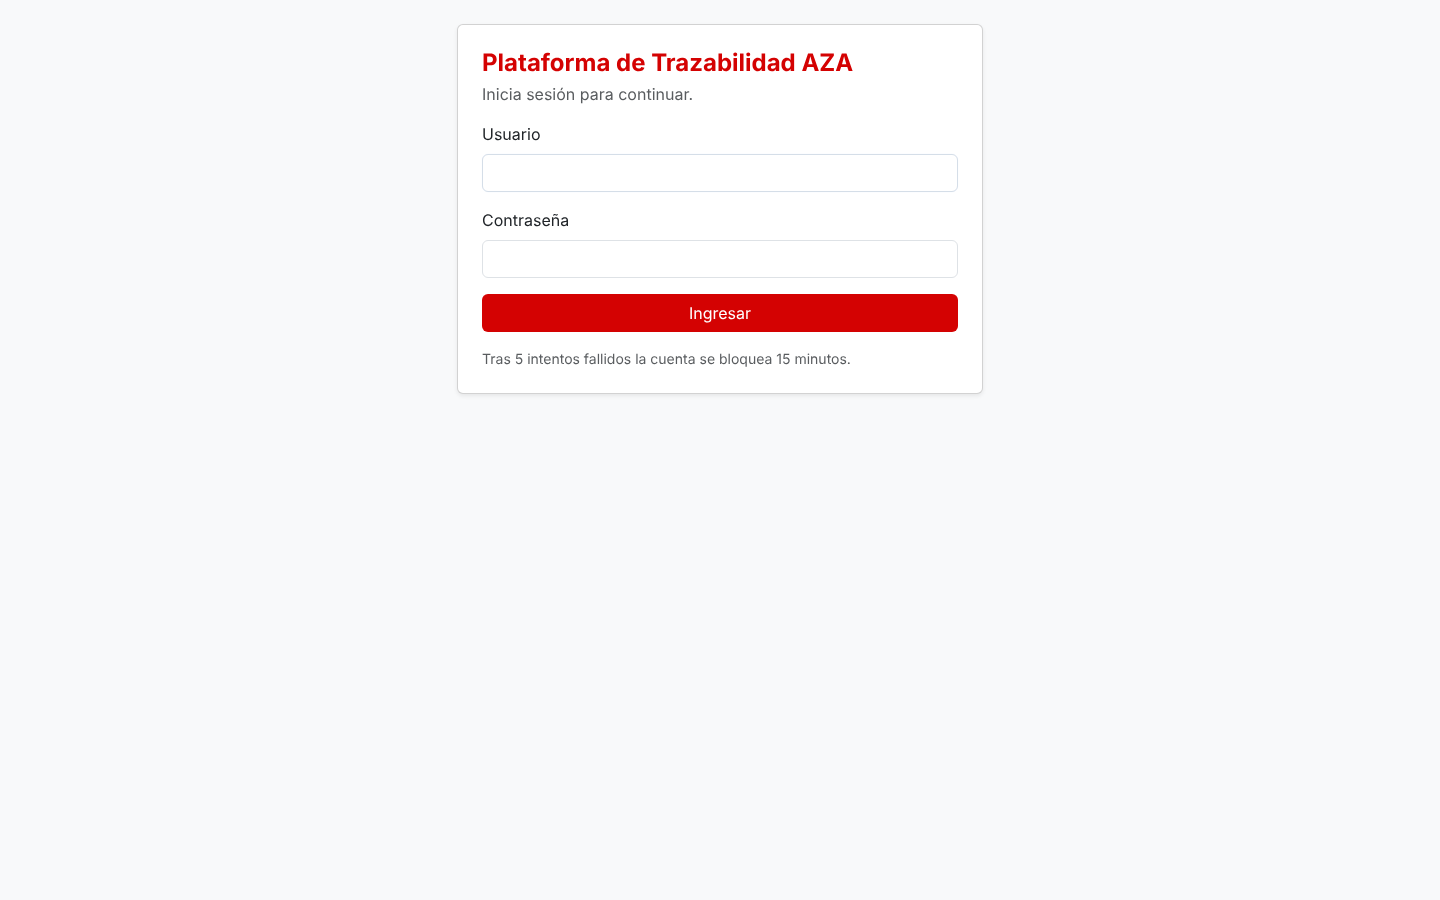 Plataforma de Trazabilidad AZA
Inicia sesión para continuar.
Usuario
Contraseña
Ingresar
Tras 5 intentos fallidos la cuenta se bloquea 15 minutos.